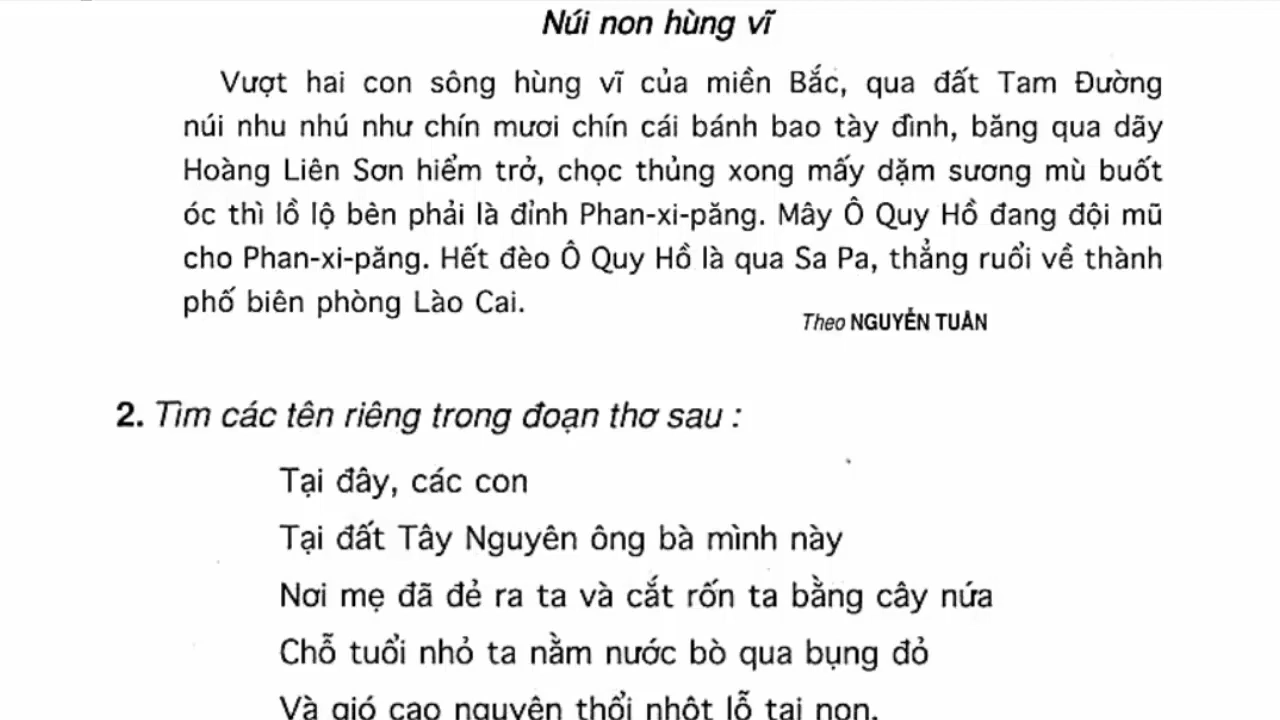 Núi non hùng vĩ
Vượt hai con sông hùng vĩ của miền Bắc, qua đất Tam Đường
núi nhu nhú như chín mươi chín cái bánh bao tày đình, băng qua dãy
Hoàng Liên Sơn hiểm trở, chọc thủng xong mấy dặm sương mù buốt
óc thì lồ lộ bên phải là đỉnh Phan-xi-păng. Mây Ô Quy Hồ đang đội mũ
cho Phan-xi-păng. Hết đèo Ô Quy Hồ là qua Sa Pa, thẳng ruổi về thành
phố biên phòng Lào Cai.
Theo NGUYỄN TUÂN
2. Tìm các tên riêng trong đoạn thơ sau :
Tại đây, các con
Tại đất Tây Nguyên ông bà mình này
Nơi mẹ đã đẻ ra ta và cắt rốn ta bằng cây nứa
Chỗ tuổi nhỏ ta nằm nước bò qua bụng đỏ
Và gió cao nguyên thổi nhột lỗ tai non.